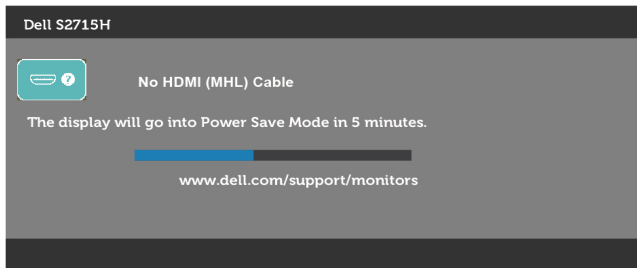 Dell S2715H
No HDMI (MHL) Cable
The display will go into Power Save Mode in 5 minutes.
www.dell.com/support/monitors